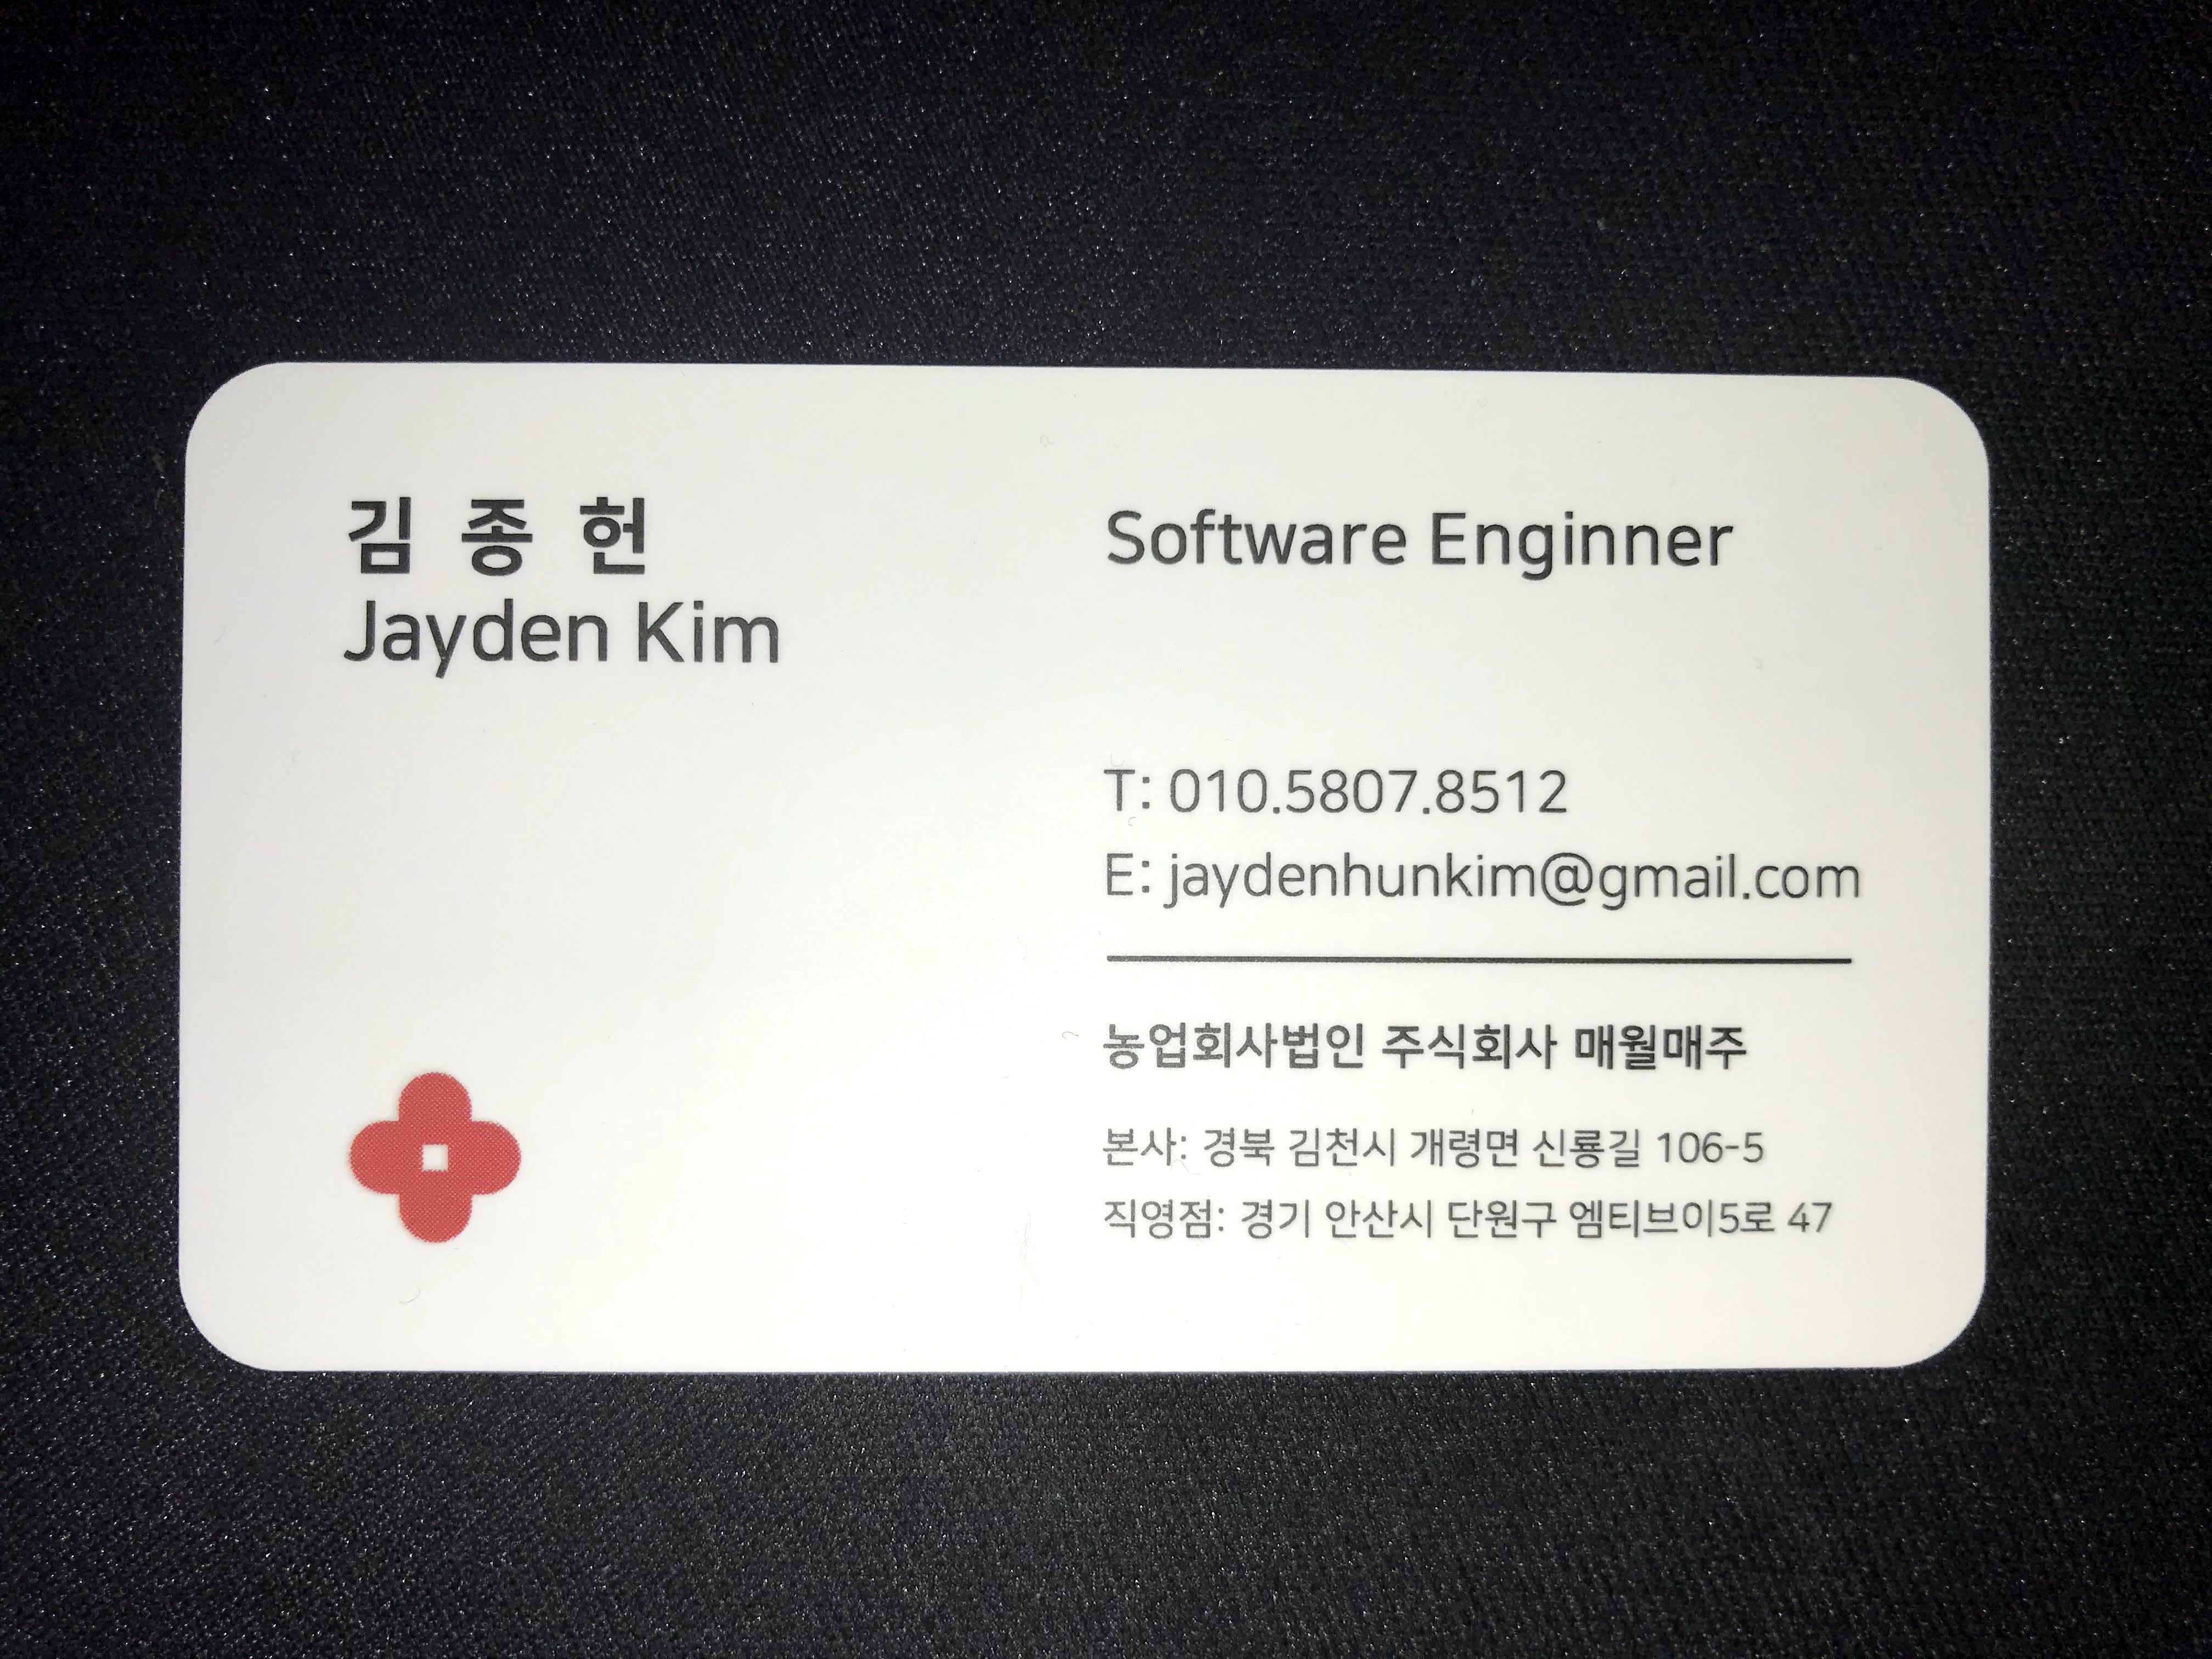 김 종 헌
Jayden Kim
Software Enginner
T: 010.5807.8512
E: jaydenhunkim@gmail.com
농업회사법인 주식회사 매월매주
본사: 경북 김천시 개령면 신룡길 106-5
직영점: 경기 안산시 단원구 엠티브이5로 47